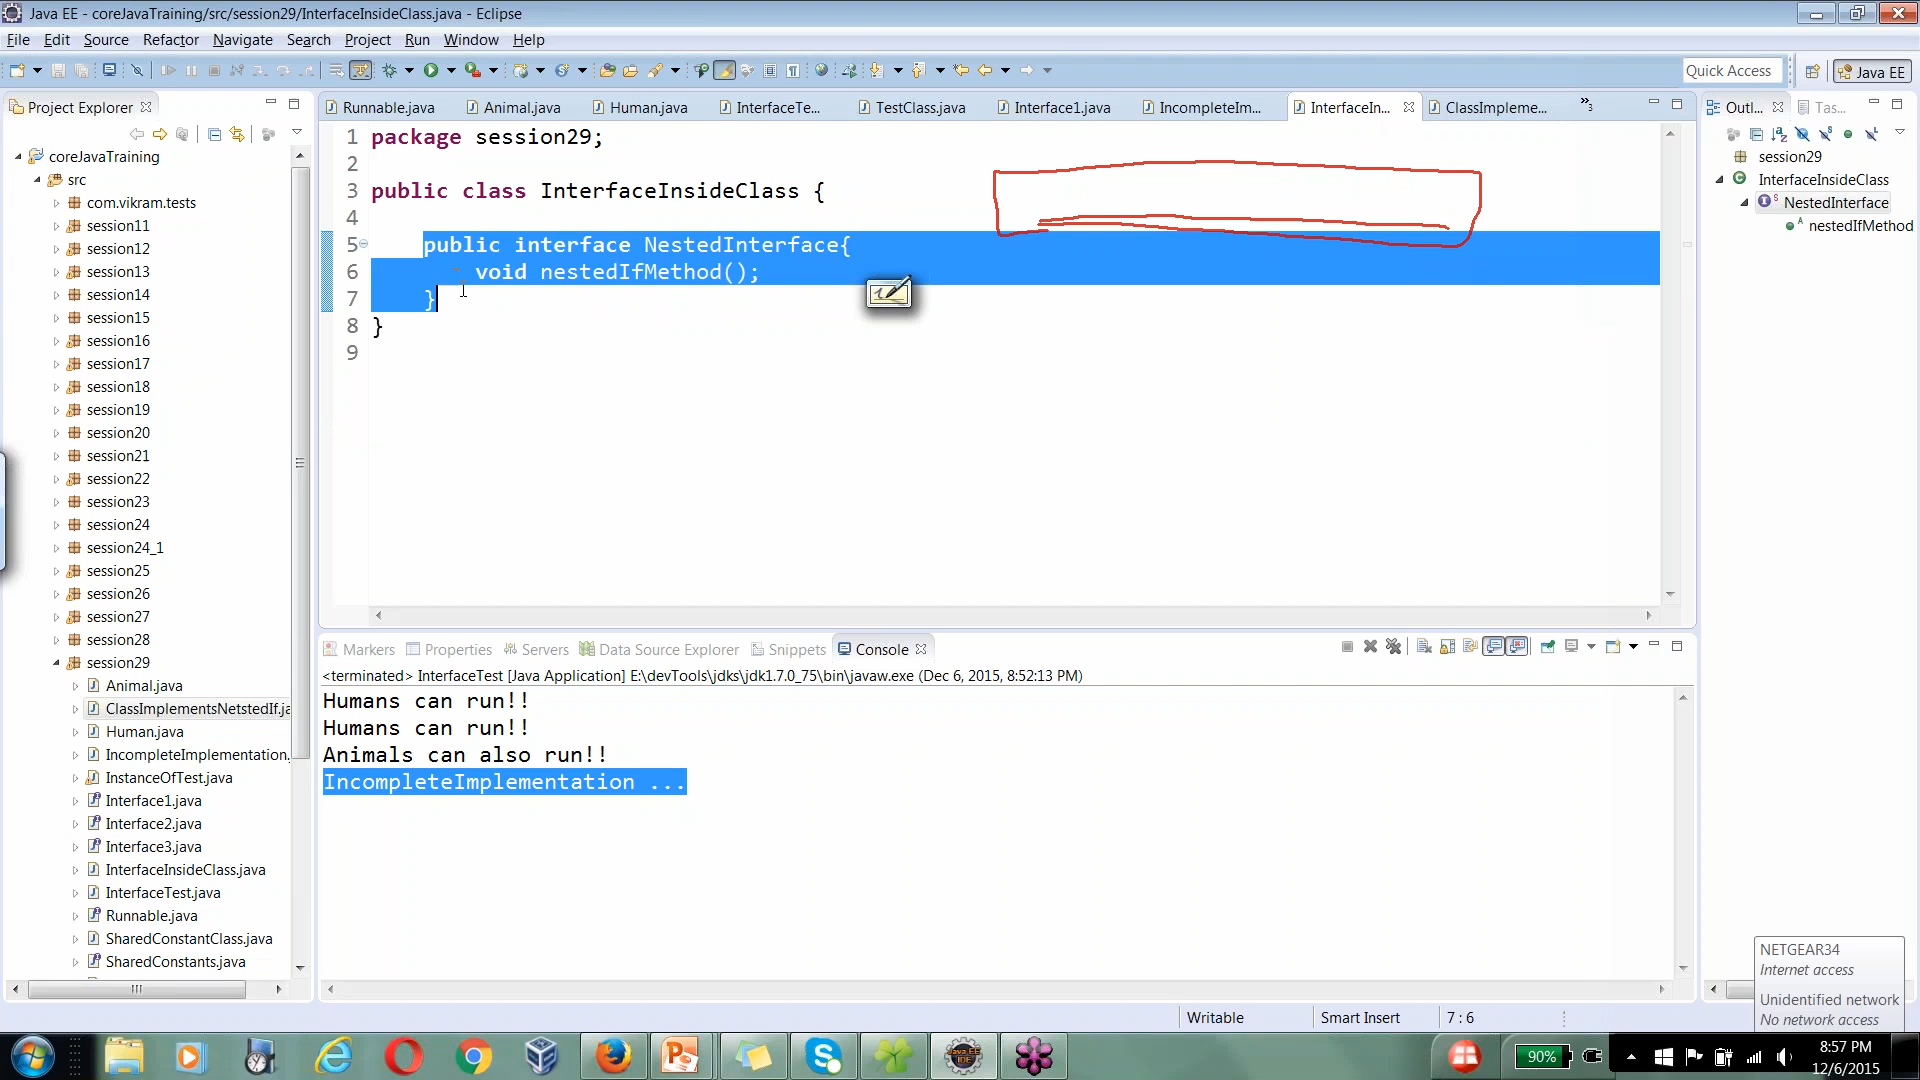 Java EE - coreJavaTraining/src/session29/InterfaceInsideClass.java - Eclipse
File Edit Source Refactor Navigate Search Project Run Window Help
Quick Access
Java EE
Project Explorer
coreJavaTraining
src
com.vikram.tests
session11
session12
session13
session14
session15
session16
session17
session18
session19
session20
session21
session22
session23
session24
session24_1
session25
session26
session27
session28
session29
Animal.java
ClassImplementsNetstedIf.ja
Human.java
IncompleteImplementation.
InstanceOfTest.java
Interface1.java
Interface2.java
Interface3.java
InterfaceInsideClass.java
InterfaceTest.java
Runnable.java
SharedConstantClass.java
SharedConstants.java
Runnable.java Animal.java Human.java InterfaceTe... TestClass.java Interface1.java IncompleteIm... InterfaceIn... ClassImpleme... »3
1 package session29;
2
3 public class InterfaceInsideClass {
4
5 public interface NestedInterface{
6 void nestedIfMethod();
7 }
8 }
9
Markers Properties Servers Data Source Explorer Snippets Console
<terminated> InterfaceTest [Java Application] E:\devTools\jdks\jdk1.7.0_75\bin\javaw.exe (Dec 6, 2015, 8:52:13 PM)
Humans can run!!
Humans can run!!
Animals can also run!!
IncompleteImplementation ...
Outl... Tas...
session29
InterfaceInsideClass
NestedInterface
nestedIfMethod
NETGEAR34
Internet access
Unidentified network
No network access
Writable Smart Insert 7 : 6
90%
8:57 PM
12/6/2015